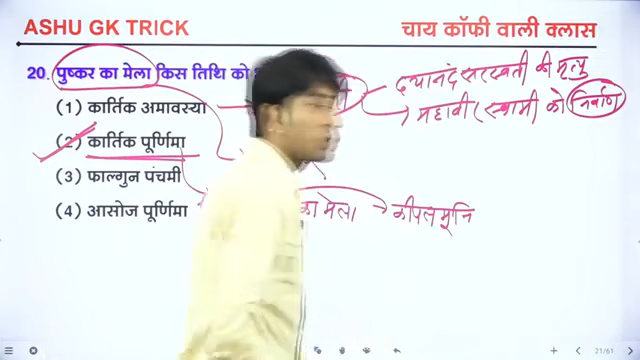 ASHU GK TRICK
चाय कॉफी वाली क्लास
20. पुष्कर का मेला किस तिथि को
दयानंद सरस्वती की मृत्यु
(1) कार्तिक अमावस्या
महावीर स्वामी को निर्वाण
(2) कार्तिक पूर्णिमा
(3) फाल्गुन पंचमी
(4) आसोज पूर्णिमा
का मेला → कपिल मुनि
21/61